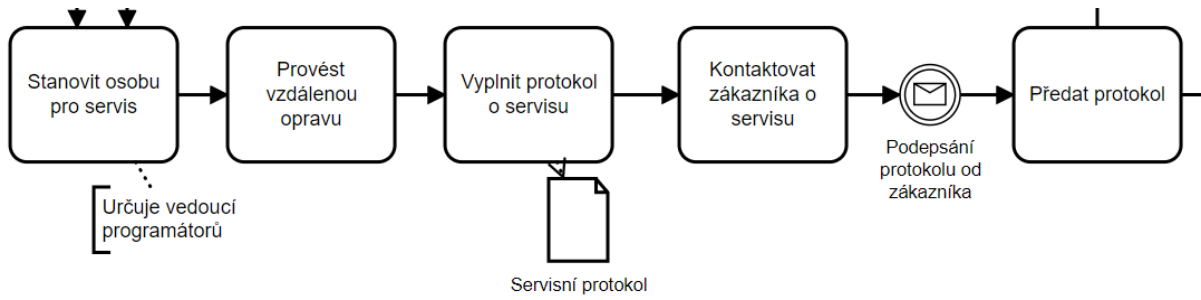 Stanovit osobu
pro servis
Provést
vzdálenou
opravu
Vyplnit protokol
o servisu
Kontaktovat
zákazníka o
servisu
Podepsání
protokolu od
zákazníka
Předat protokol
Určuje vedoucí
programátorů
Servisní protokol